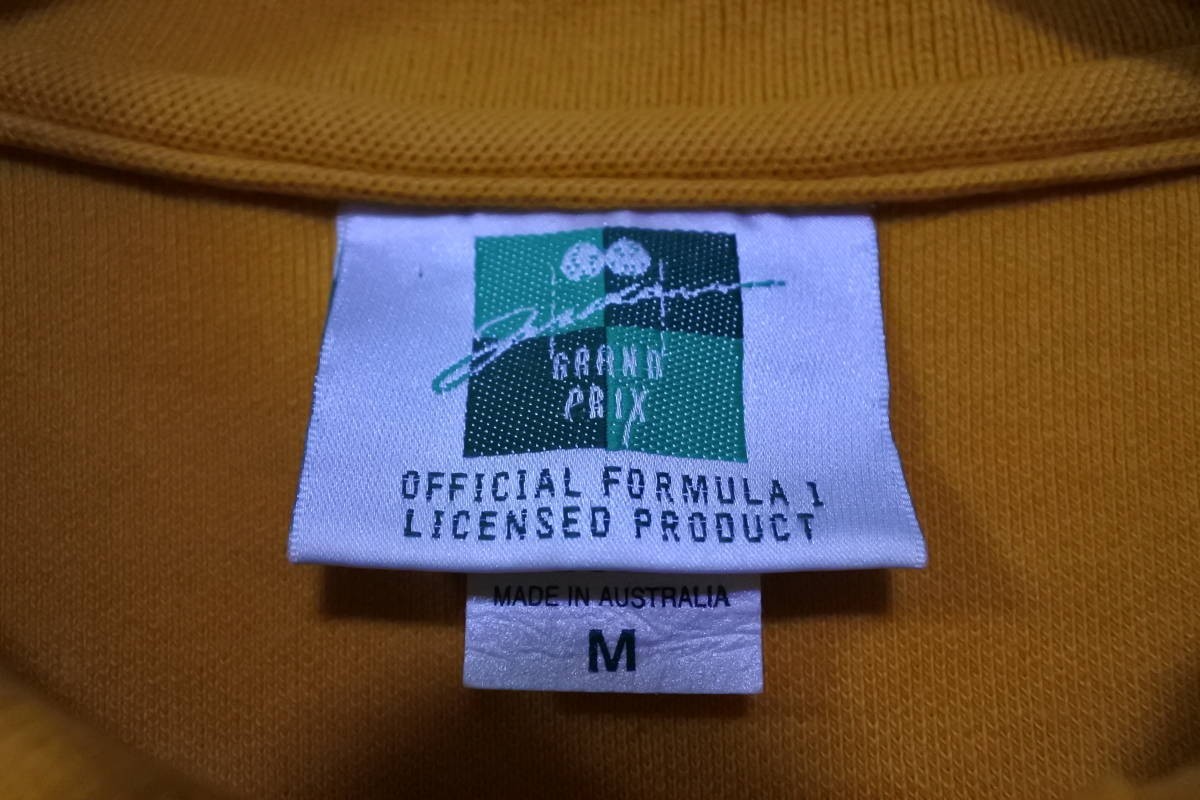 GRAND
PRIX
OFFICIAL FORMULA 1
LICENSED PRODUCT
MADE IN AUSTRALIA
M